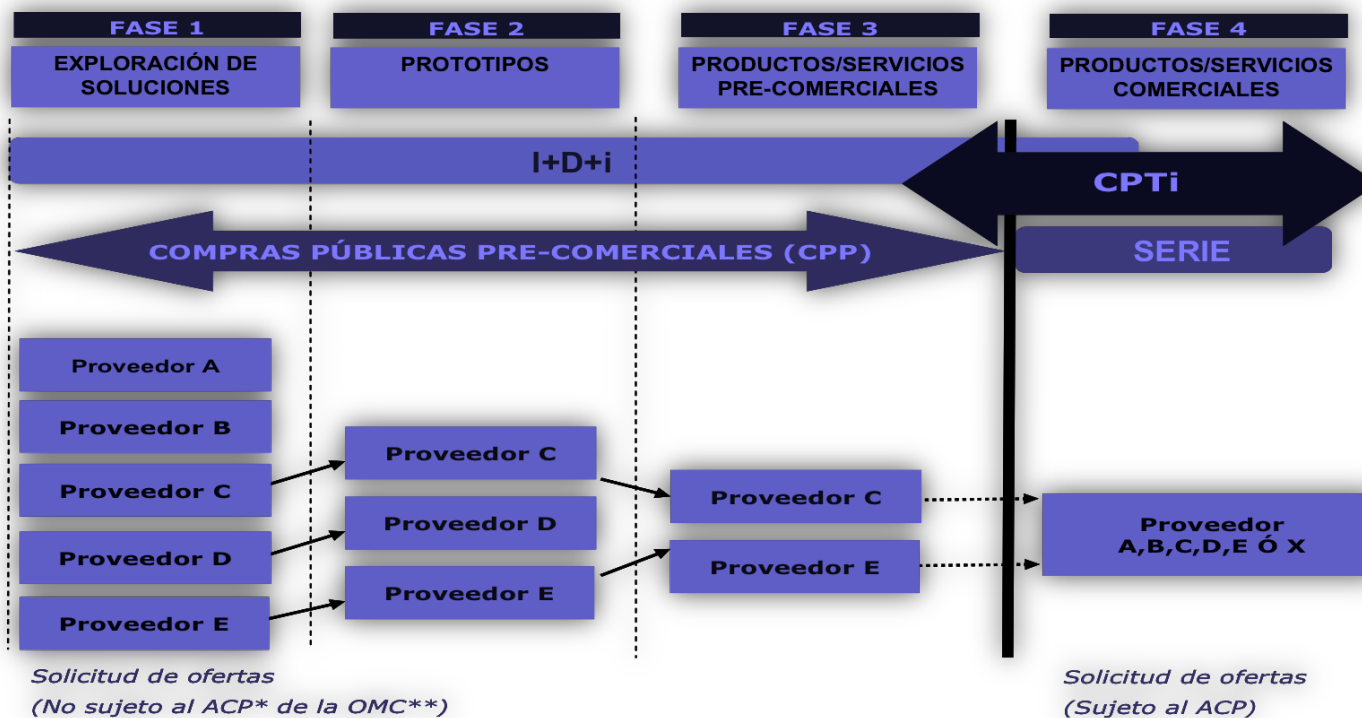 FASE 1
FASE 2
FASE 3
FASE 4
EXPLORACIÓN DE
SOLUCIONES
PROTOTIPOS
PRODUCTOS/SERVICIOS
PRE-COMERCIALES
PRODUCTOS/SERVICIOS
COMERCIALES
I+D+i
CPTi
COMPRAS PÚBLICAS PRE-COMERCIALES (CPP)
SERIE
Proveedor A
Proveedor B
Proveedor C
Proveedor D
Proveedor E
Proveedor C
Proveedor D
Proveedor E
Proveedor C
Proveedor E
Proveedor
A,B,C,D,E Ó X
Solicitud de ofertas
(No sujeto al ACP* de la OMC**)
Solicitud de ofertas
(Sujeto al ACP)